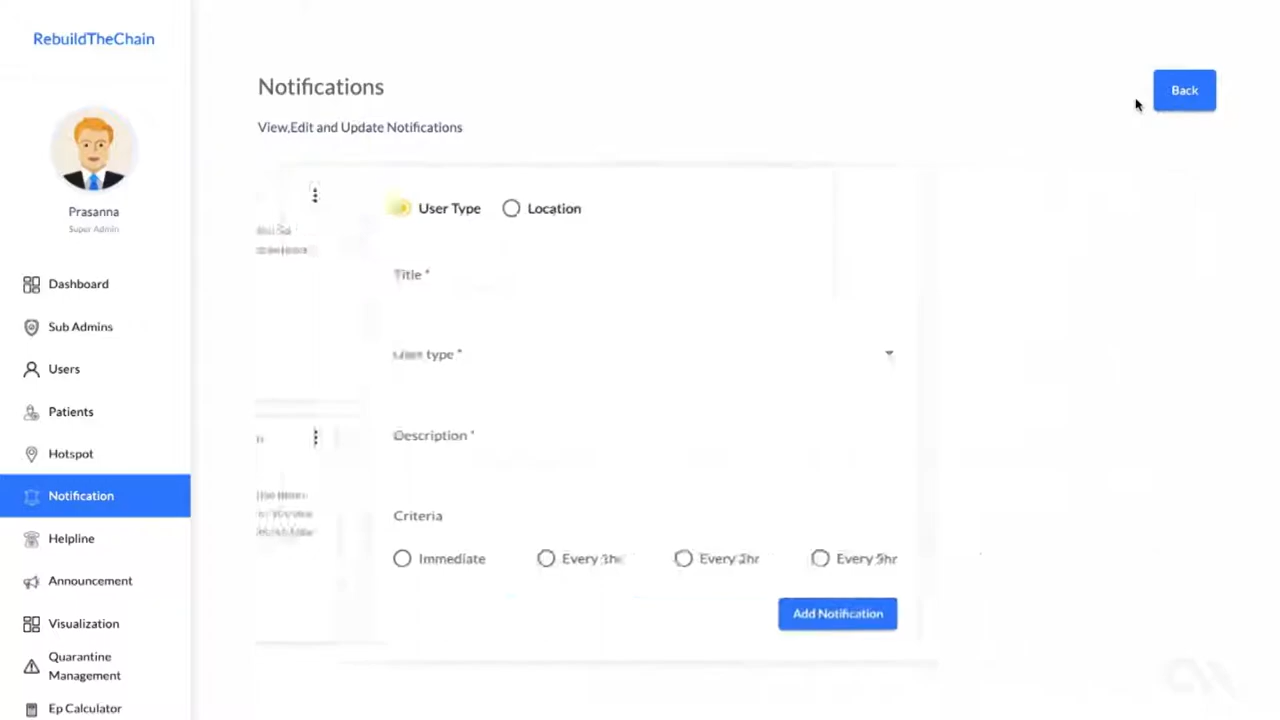 RebuildTheChain
Prasanna
Super Admin
Dashboard
Sub Admins
Users
Patients
Hotspot
Notification
Helpline
Announcement
Visualization
Quarantine
Management
Ep Calculator
Notifications
Back
View,Edit and Update Notifications
User Type
Location
Title *
type *
Description *
Criteria
Immediate
Every
Every
Every
Add Notification